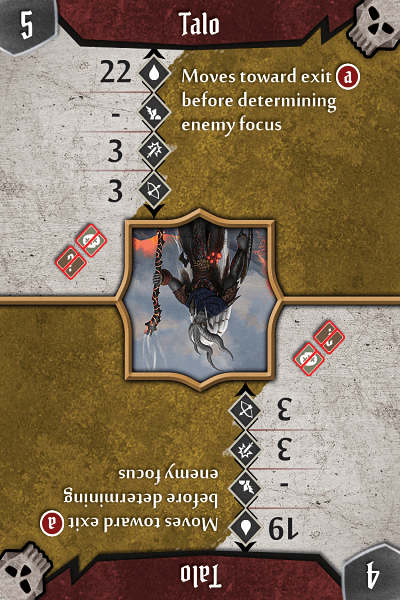 5
Talo
22
Moves toward exit a
before determining
enemy focus
-
3
3
4
Talo
19
Moves toward exit a
before determining
enemy focus
-
3
3